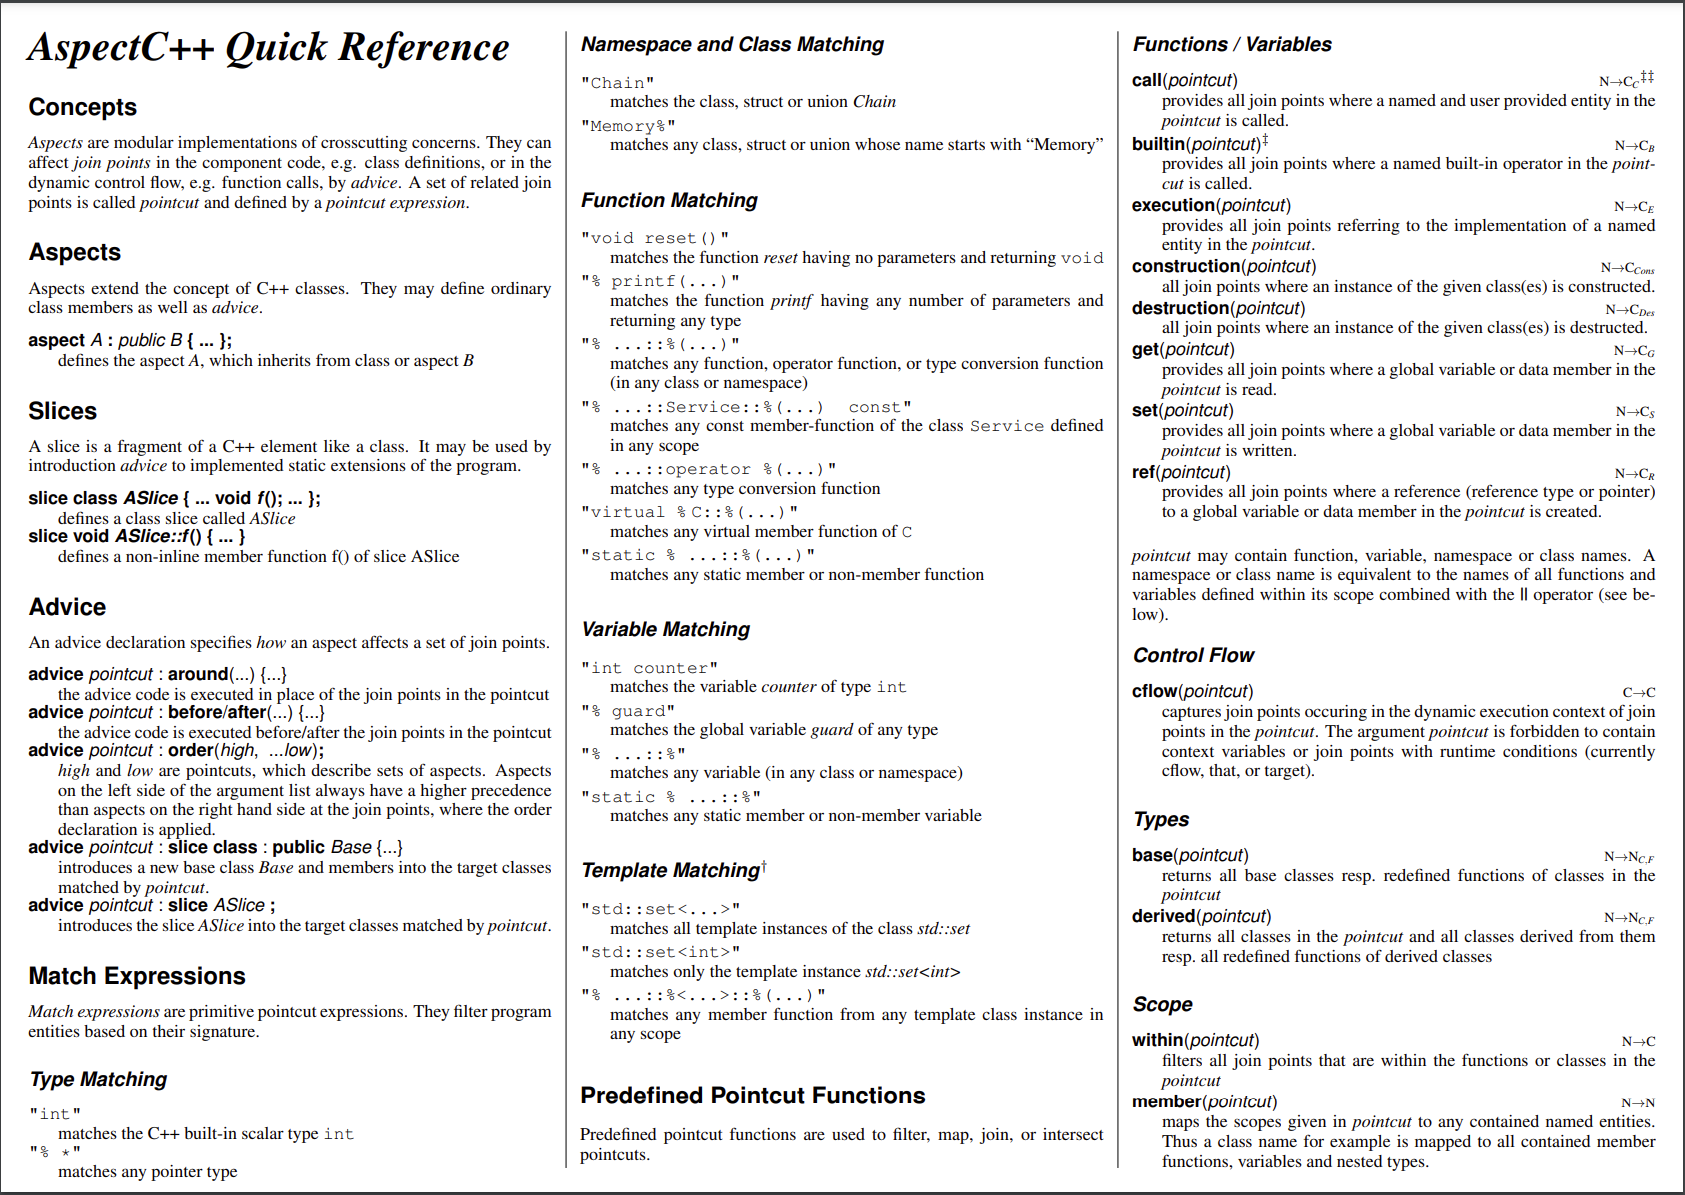 AspectC++ Quick Reference
Concepts
Aspects are modular implementations of crosscutting concerns. They can
affect join points in the component code, e.g. class definitions, or in the
dynamic control flow, e.g. function calls, by advice. A set of related join
points is called pointcut and defined by a pointcut expression.
Aspects
Aspects extend the concept of C++ classes. They may define ordinary
class members as well as advice.
aspect A : public B { ... };
defines the aspect A, which inherits from class or aspect B
Slices
A slice is a fragment of a C++ element like a class. It may be used by
introduction advice to implemented static extensions of the program.
slice class ASlice { ... void f(); ... };
defines a class slice called ASlice
slice void ASlice::f() { ... }
defines a non-inline member function f() of slice ASlice
Advice
An advice declaration specifies how an aspect affects a set of join points.
advice pointcut : around(...) {...}
the advice code is executed in place of the join points in the pointcut
advice pointcut : before/after(...) {...}
the advice code is executed before/after the join points in the pointcut
advice pointcut : order(high, ...low);
high and low are pointcuts, which describe sets of aspects. Aspects
on the left side of the argument list always have a higher precedence
than aspects on the right hand side at the join points, where the order
declaration is applied.
advice pointcut : slice class : public Base {...}
introduces a new base class Base and members into the target classes
matched by pointcut.
advice pointcut : slice ASlice ;
introduces the slice ASlice into the target classes matched by pointcut.
Match Expressions
Match expressions are primitive pointcut expressions. They filter program
entities based on their signature.
Type Matching
"int"
matches the C++ built-in scalar type int
"% *"
matches any pointer type
Namespace and Class Matching
"Chain"
matches the class, struct or union Chain
"Memory%"
matches any class, struct or union whose name starts with “Memory”
Function Matching
"void reset()"
matches the function reset having no parameters and returning void
"% printf(...)"
matches the function printf having any number of parameters and
returning any type
"% ...::%(...)"
matches any function, operator function, or type conversion function
(in any class or namespace)
"% ...::Service::%(...) const"
matches any const member-function of the class Service defined
in any scope
"% ...::operator %(...)"
matches any type conversion function
"virtual % C::%(...)"
matches any virtual member function of C
"static % ...::%(...)"
matches any static member or non-member function
Variable Matching
"int counter"
matches the variable counter of type int
"% guard"
matches the global variable guard of any type
"% ...::%"
matches any variable (in any class or namespace)
"static % ...::%"
matches any static member or non-member variable
Template Matching†
"std::set<...>"
matches all template instances of the class std::set
"std::set<int>"
matches only the template instance std::set<int>
"% ...::%<...>::%(...)"
matches any member function from any template class instance in
any scope
Predefined Pointcut Functions
Predefined pointcut functions are used to filter, map, join, or intersect
pointcuts.
Functions / Variables
call(pointcut) N→CC‡‡
provides all join points where a named and user provided entity in the
pointcut is called.
builtin(pointcut)‡ N→CB
provides all join points where a named built-in operator in the point-
cut is called.
execution(pointcut) N→CE
provides all join points referring to the implementation of a named
entity in the pointcut.
construction(pointcut) N→CCons
all join points where an instance of the given class(es) is constructed.
destruction(pointcut) N→CDes
all join points where an instance of the given class(es) is destructed.
get(pointcut) N→CG
provides all join points where a global variable or data member in the
pointcut is read.
set(pointcut) N→CS
provides all join points where a global variable or data member in the
pointcut is written.
ref(pointcut) N→CR
provides all join points where a reference (reference type or pointer)
to a global variable or data member in the pointcut is created.
pointcut may contain function, variable, namespace or class names. A
namespace or class name is equivalent to the names of all functions and
variables defined within its scope combined with the || operator (see be-
low).
Control Flow
cflow(pointcut) C→C
captures join points occuring in the dynamic execution context of join
points in the pointcut. The argument pointcut is forbidden to contain
context variables or join points with runtime conditions (currently
cflow, that, or target).
Types
base(pointcut) N→NC,F
returns all base classes resp. redefined functions of classes in the
pointcut
derived(pointcut) N→NC,F
returns all classes in the pointcut and all classes derived from them
resp. all redefined functions of derived classes
Scope
within(pointcut) N→C
filters all join points that are within the functions or classes in the
pointcut
member(pointcut) N→N
maps the scopes given in pointcut to any contained named entities.
Thus a class name for example is mapped to all contained member
functions, variables and nested types.